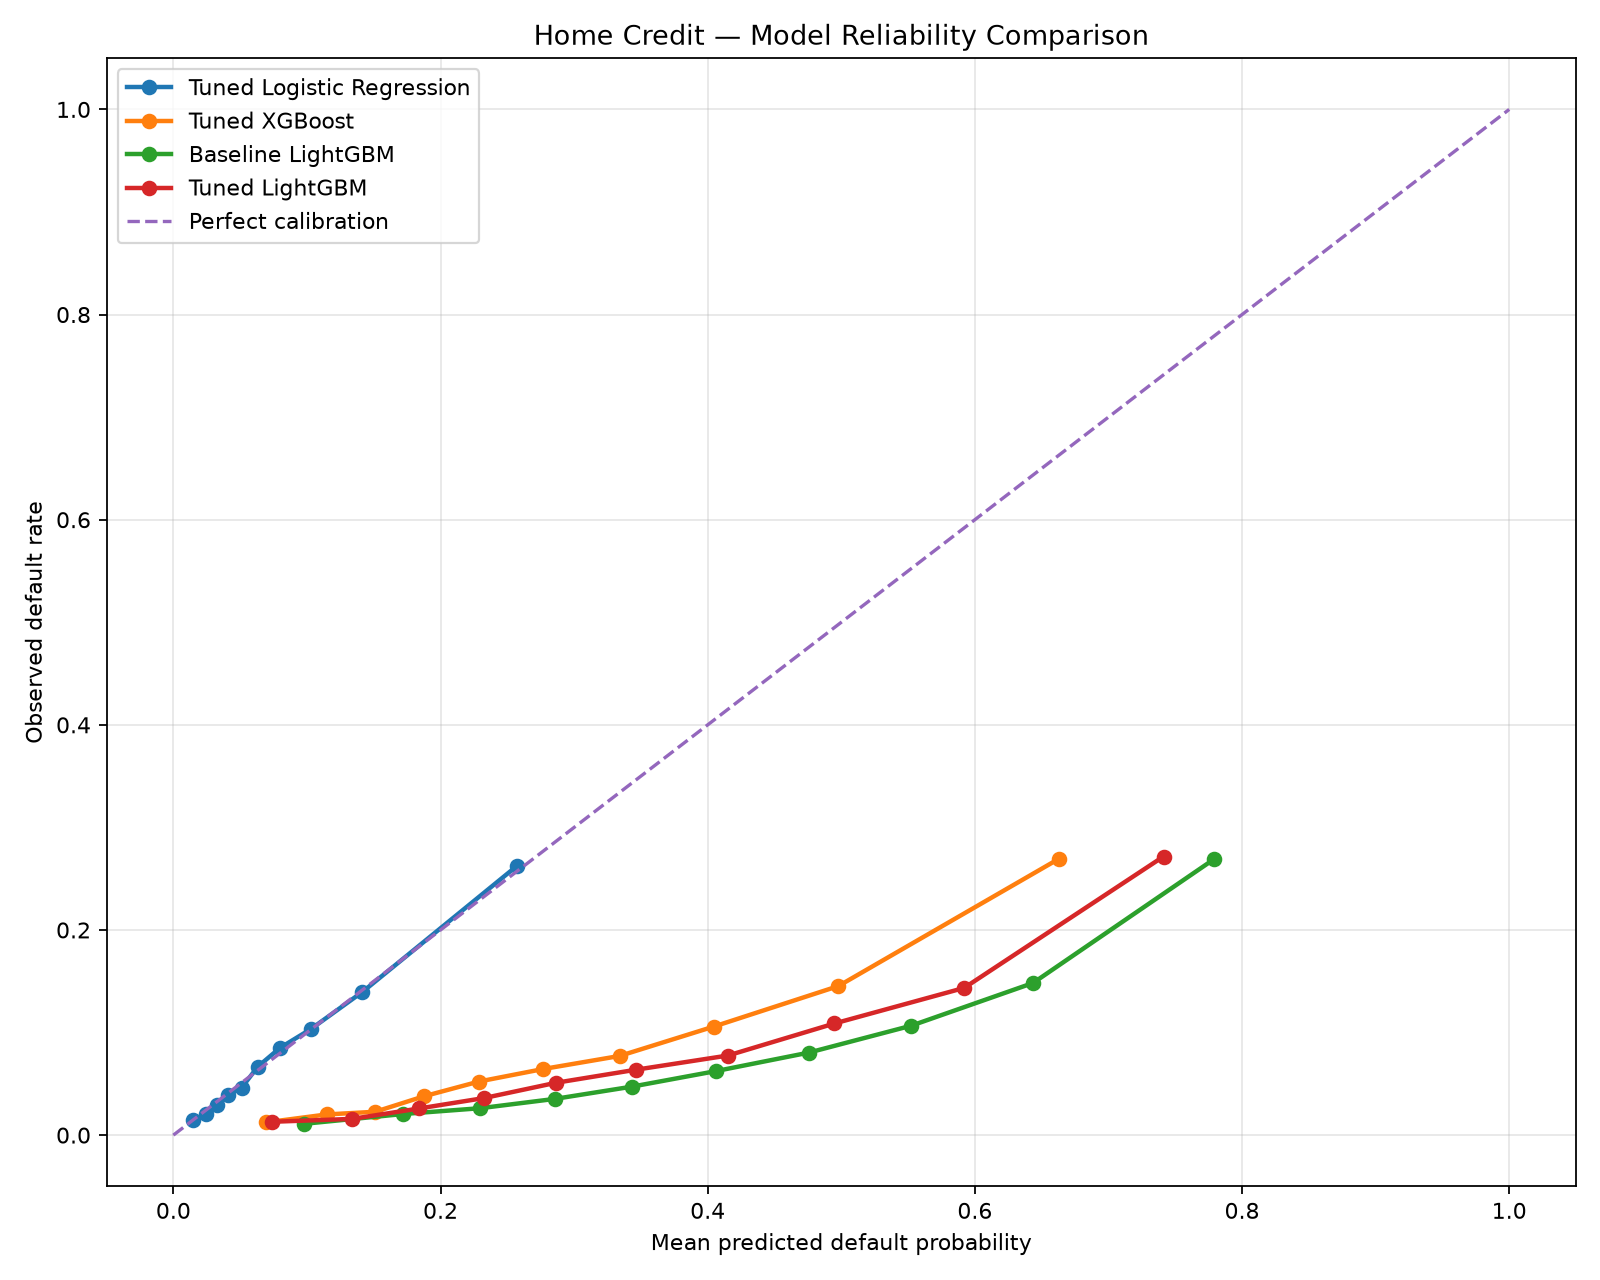 Home Credit — Model Reliability Comparison
Tuned Logistic Regression
Tuned XGBoost
Baseline LightGBM
Tuned LightGBM
Perfect calibration
1.0
0.8
0.6
0.4
0.2
0.0
Observed default rate
0.0 0.2 0.4 0.6 0.8 1.0
Mean predicted default probability